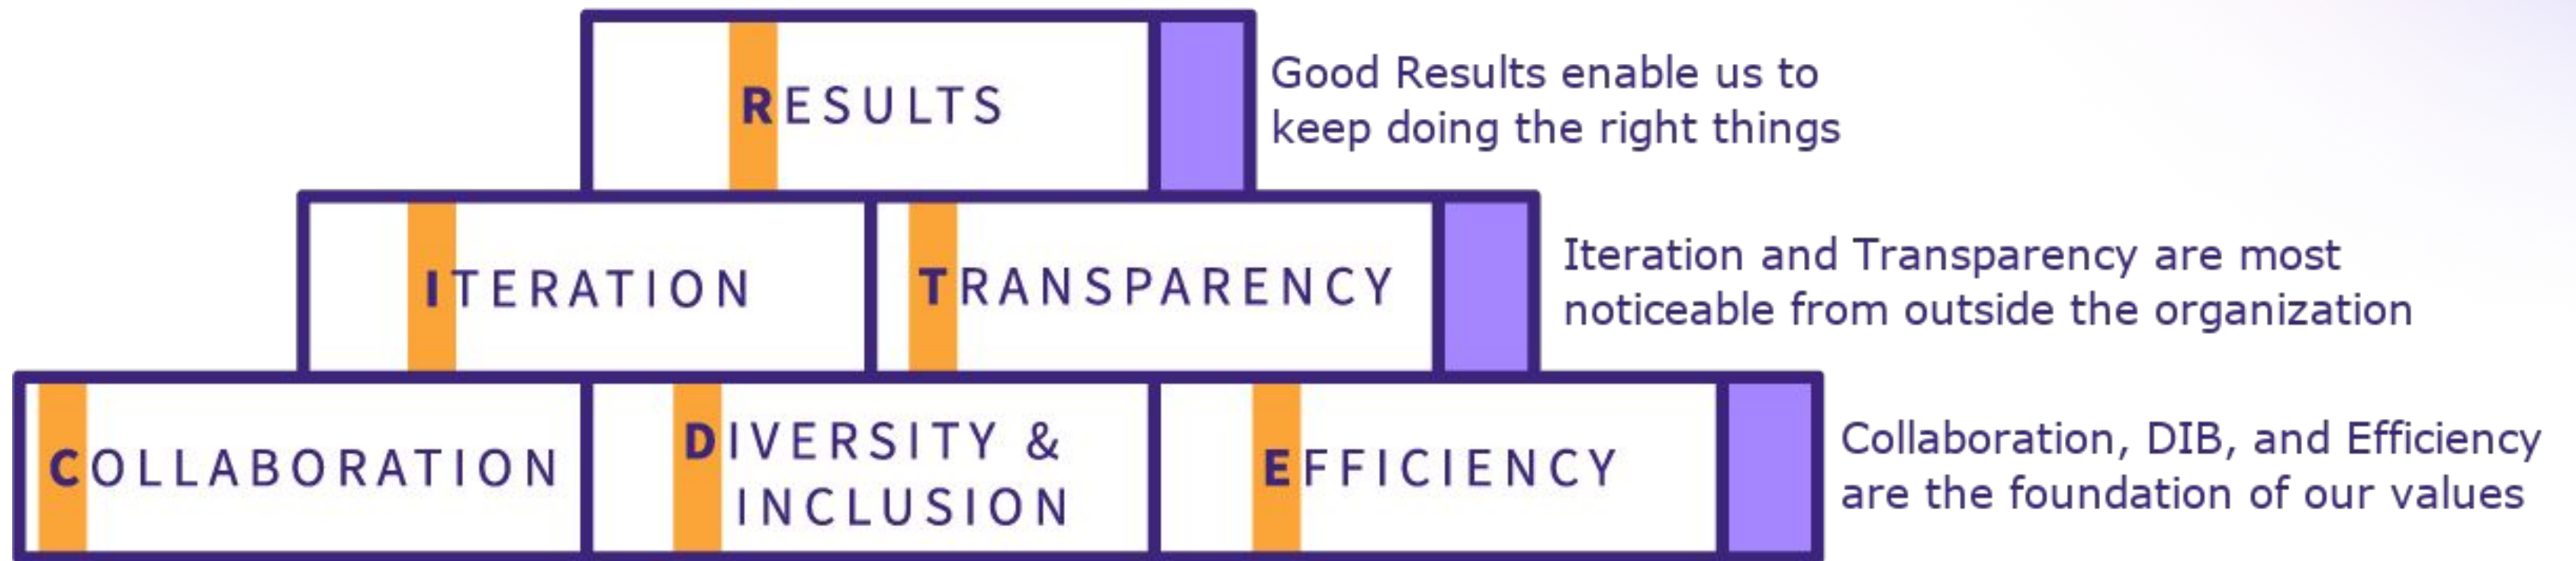 RESULTS
Good Results enable us to
keep doing the right things
ITERATION
TRANSPARENCY
Iteration and Transparency are most
noticeable from outside the organization
COLLABORATION
DIVERSITY &
INCLUSION
EFFICIENCY
Collaboration, DIB, and Efficiency
are the foundation of our values